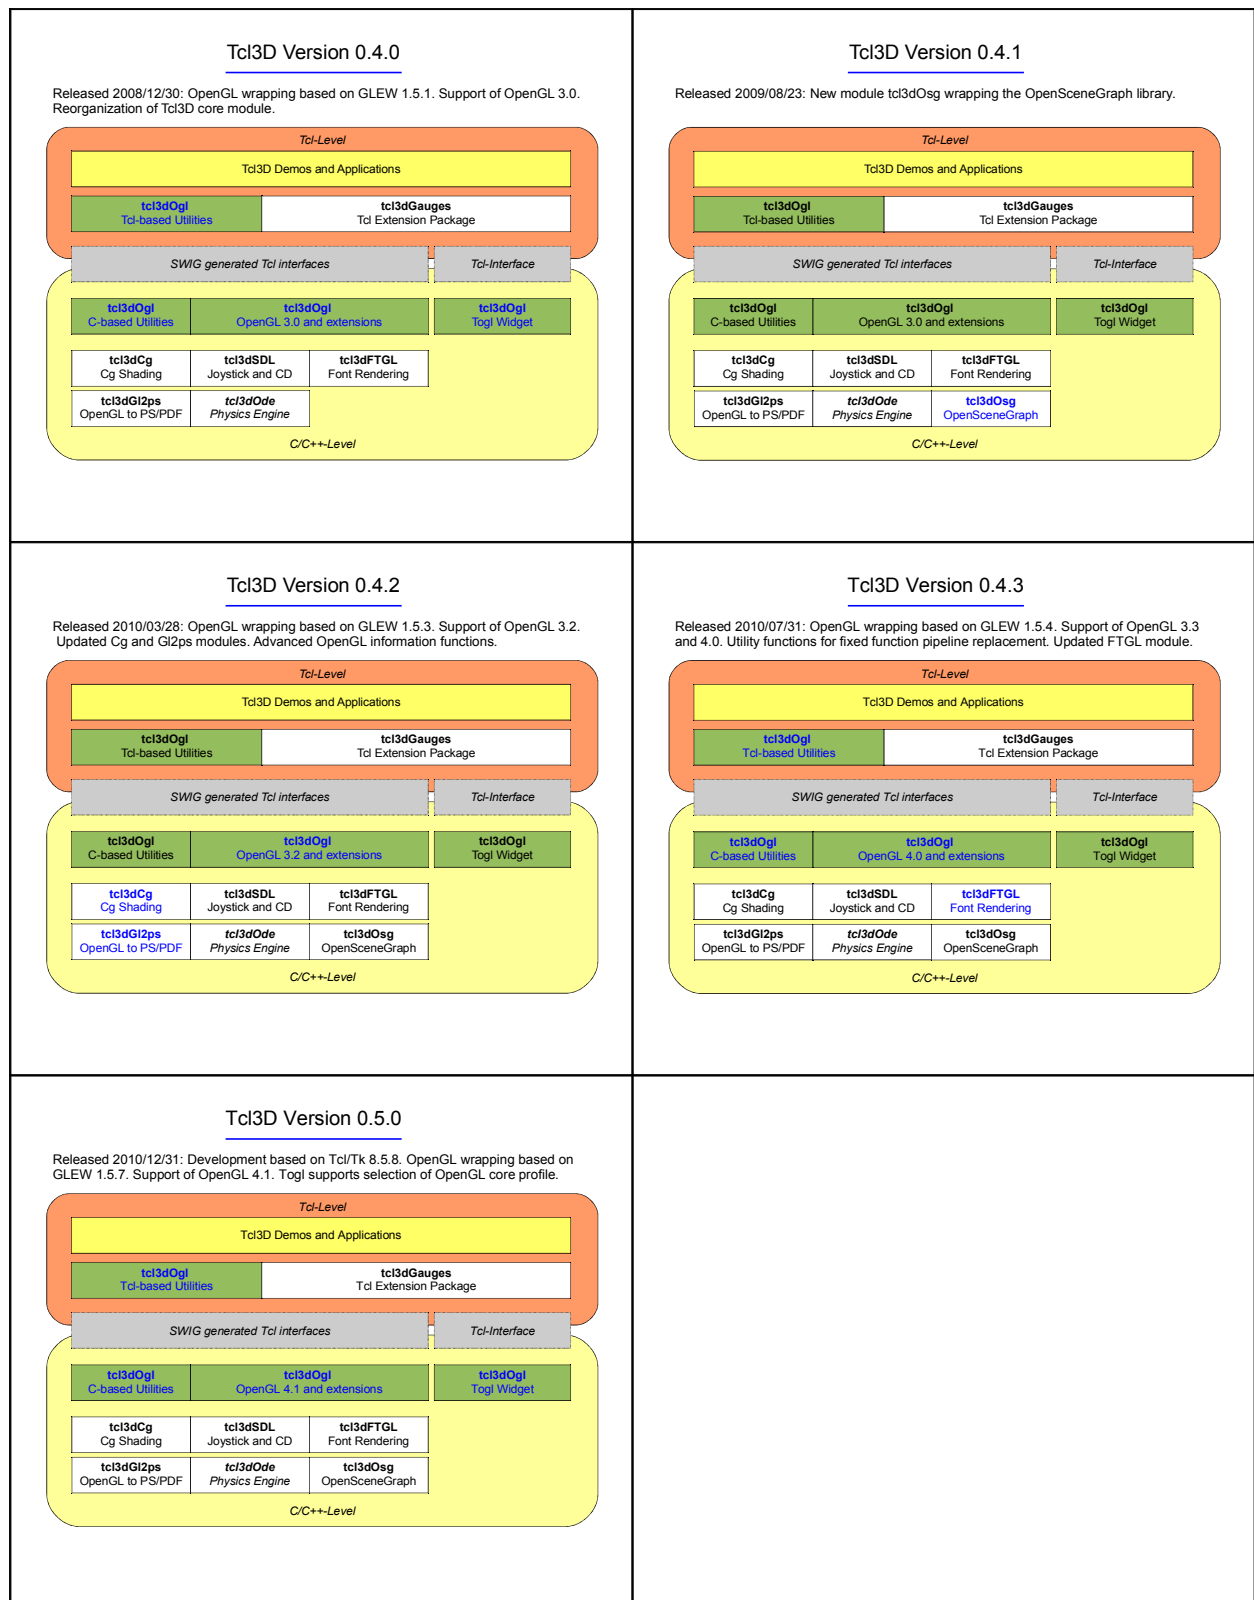 Tcl3D Version 0.4.0
Released 2008/12/30: OpenGL wrapping based on GLEW 1.5.1. Support of OpenGL 3.0.
Reorganization of Tcl3D core module.
Tcl-Level
Tcl3D Demos and Applications
tcl3dOgl
Tcl-based Utilities
tcl3dGauges
Tcl Extension Package
SWIG generated Tcl interfaces
Tcl-Interface
tcl3dOgl
C-based Utilities
tcl3dOgl
OpenGL 3.0 and extensions
tcl3dOgl
Togl Widget
tcl3dCg
Cg Shading
tcl3dSDL
Joystick and CD
tcl3dFTGL
Font Rendering
tcl3dGl2ps
OpenGL to PS/PDF
tcl3dOde
Physics Engine
C/C++-Level
Tcl3D Version 0.4.1
Released 2009/08/23: New module tcl3dOsg wrapping the OpenSceneGraph library.
Tcl-Level
Tcl3D Demos and Applications
tcl3dOgl
Tcl-based Utilities
tcl3dGauges
Tcl Extension Package
SWIG generated Tcl interfaces
Tcl-Interface
tcl3dOgl
C-based Utilities
tcl3dOgl
OpenGL 3.0 and extensions
tcl3dOgl
Togl Widget
tcl3dCg
Cg Shading
tcl3dSDL
Joystick and CD
tcl3dFTGL
Font Rendering
tcl3dGl2ps
OpenGL to PS/PDF
tcl3dOde
Physics Engine
tcl3dOsg
OpenSceneGraph
C/C++-Level
Tcl3D Version 0.4.2
Released 2010/03/28: OpenGL wrapping based on GLEW 1.5.3. Support of OpenGL 3.2.
Updated Cg and Gl2ps modules. Advanced OpenGL information functions.
Tcl-Level
Tcl3D Demos and Applications
tcl3dOgl
Tcl-based Utilities
tcl3dGauges
Tcl Extension Package
SWIG generated Tcl interfaces
Tcl-Interface
tcl3dOgl
C-based Utilities
tcl3dOgl
OpenGL 3.2 and extensions
tcl3dOgl
Togl Widget
tcl3dCg
Cg Shading
tcl3dSDL
Joystick and CD
tcl3dFTGL
Font Rendering
tcl3dGl2ps
OpenGL to PS/PDF
tcl3dOde
Physics Engine
tcl3dOsg
OpenSceneGraph
C/C++-Level
Tcl3D Version 0.4.3
Released 2010/07/31: OpenGL wrapping based on GLEW 1.5.4. Support of OpenGL 3.3
and 4.0. Utility functions for fixed function pipeline replacement. Updated FTGL module.
Tcl-Level
Tcl3D Demos and Applications
tcl3dOgl
Tcl-based Utilities
tcl3dGauges
Tcl Extension Package
SWIG generated Tcl interfaces
Tcl-Interface
tcl3dOgl
C-based Utilities
tcl3dOgl
OpenGL 4.0 and extensions
tcl3dOgl
Togl Widget
tcl3dCg
Cg Shading
tcl3dSDL
Joystick and CD
tcl3dFTGL
Font Rendering
tcl3dGl2ps
OpenGL to PS/PDF
tcl3dOde
Physics Engine
tcl3dOsg
OpenSceneGraph
C/C++-Level
Tcl3D Version 0.5.0
Released 2010/12/31: Development based on Tcl/Tk 8.5.8. OpenGL wrapping based on
GLEW 1.5.7. Support of OpenGL 4.1. Togl supports selection of OpenGL core profile.
Tcl-Level
Tcl3D Demos and Applications
tcl3dOgl
Tcl-based Utilities
tcl3dGauges
Tcl Extension Package
SWIG generated Tcl interfaces
Tcl-Interface
tcl3dOgl
C-based Utilities
tcl3dOgl
OpenGL 4.1 and extensions
tcl3dOgl
Togl Widget
tcl3dCg
Cg Shading
tcl3dSDL
Joystick and CD
tcl3dFTGL
Font Rendering
tcl3dGl2ps
OpenGL to PS/PDF
tcl3dOde
Physics Engine
tcl3dOsg
OpenSceneGraph
C/C++-Level